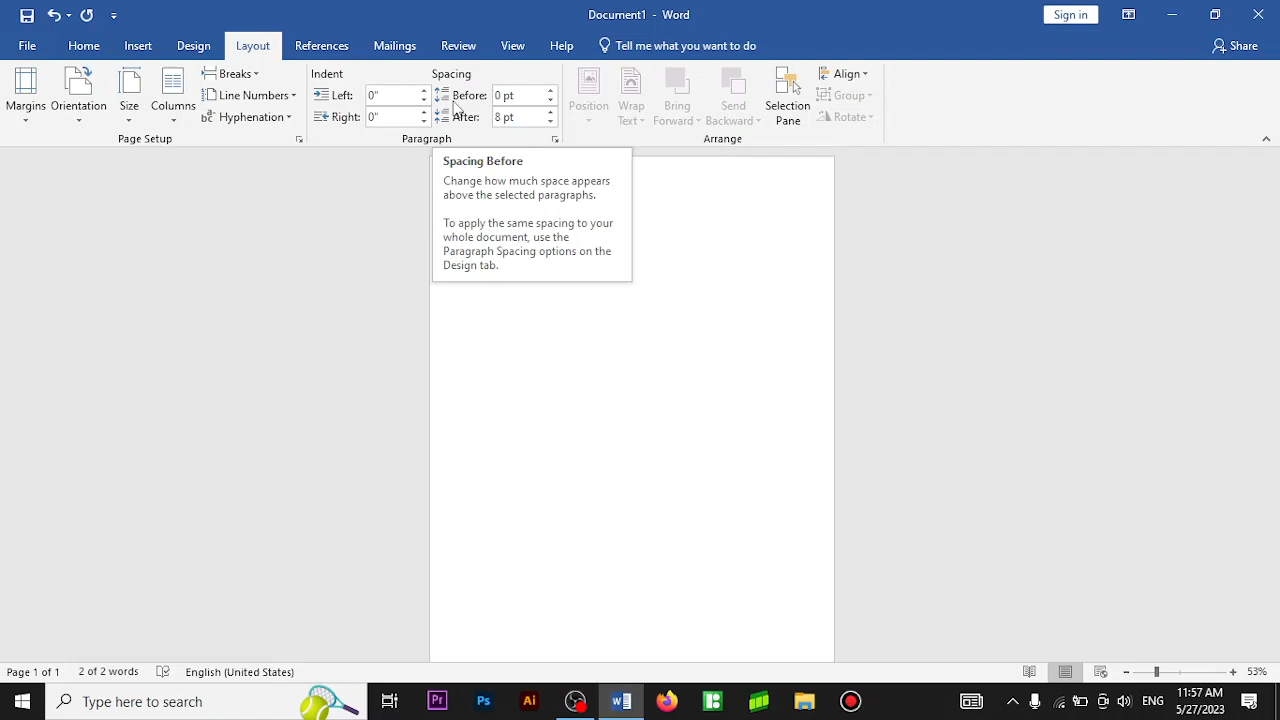 Document1 - Word
Sign in
File Home Insert Design Layout References Mailings Review View Help Tell me what you want to do Share
Margins Orientation Size Columns Breaks Line Numbers Hyphenation
Page Setup
Indent Spacing
Left: 0" Before: 0 pt
Right: 0" After: 8 pt
Paragraph
Position Wrap Text Bring Forward Send Backward Selection Pane Align Group Rotate
Arrange
Spacing Before
Change how much space appears
above the selected paragraphs.
To apply the same spacing to your
whole document, use the
Paragraph Spacing options on the
Design tab.
Page 1 of 1 2 of 2 words English (United States) 53%
Type here to search Pr Ps Ai ENG 11:57 AM
5/27/2023